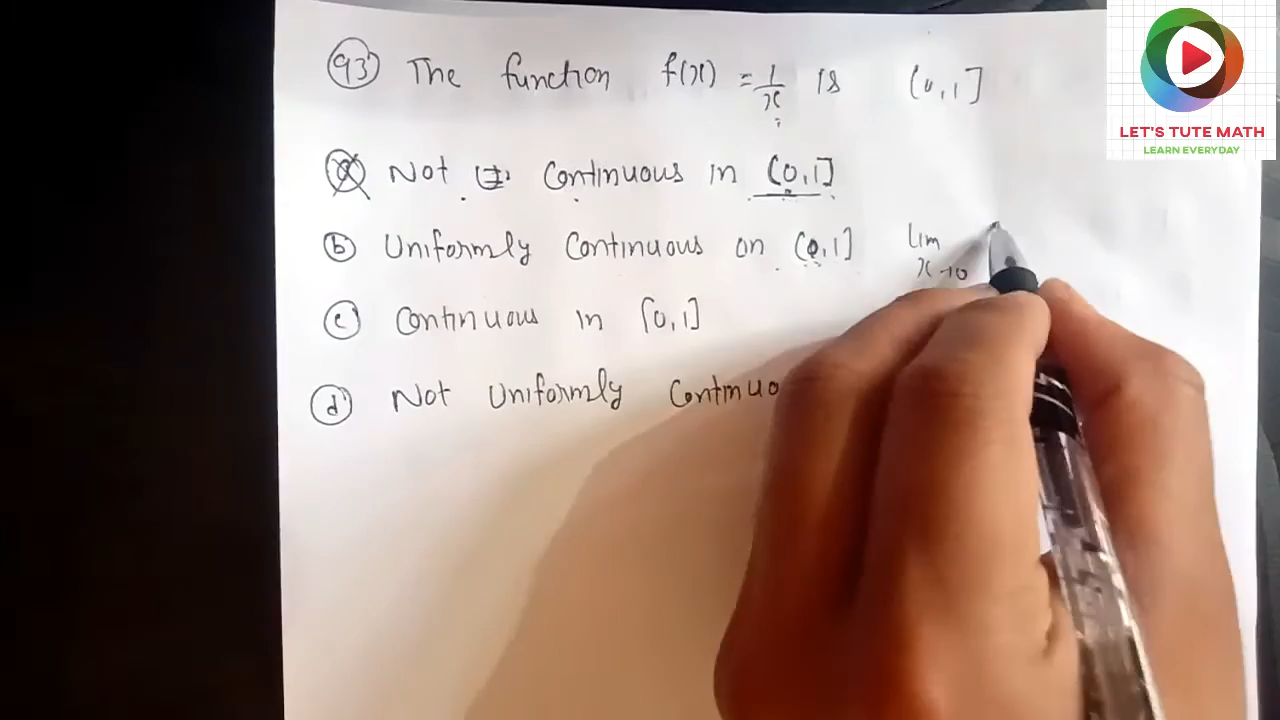 93 The function f(x) = 1/x is (0,1]
a Not continuous in (0,1]
b Uniformly continuous on (0,1] lim x→0
c continuous in [0,1]
d Not Uniformly Continuo
LET'S TUTE MATH
LEARN EVERYDAY